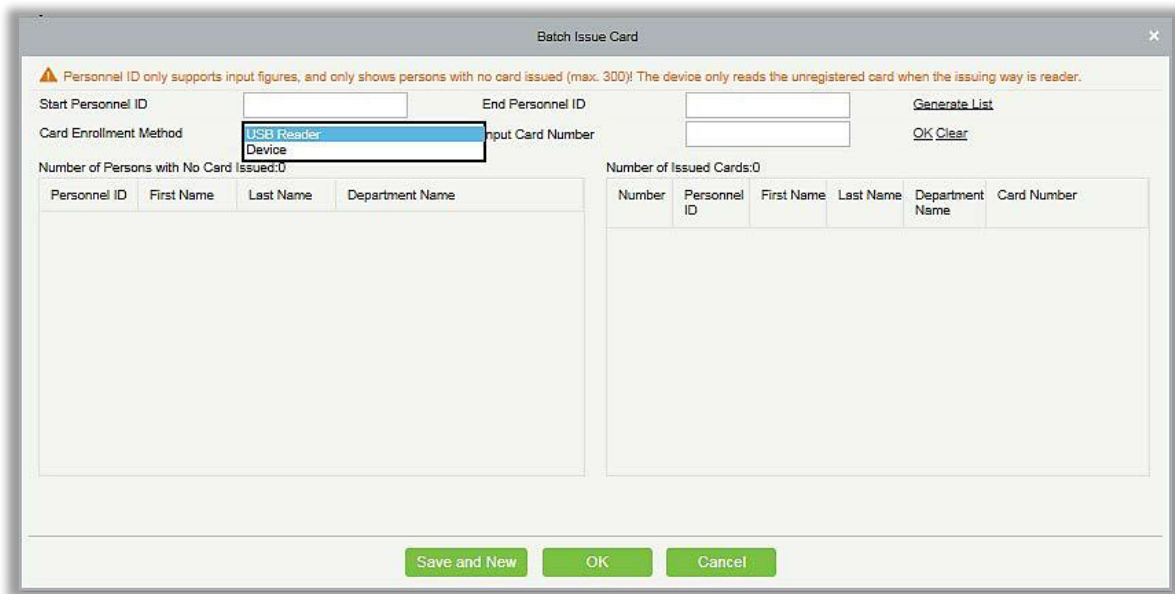 Batch Issue Card
Personnel ID only supports input figures, and only shows persons with no card issued (max. 300)! The device only reads the unregistered card when the issuing way is reader.
Start Personnel ID End Personnel ID Generate List
Card Enrollment Method USB Reader nput Card Number OK Clear
Device
Number of Persons with No Card Issued:0 Number of Issued Cards:0
Personnel ID First Name Last Name Department Name Number Personnel ID First Name Last Name Department Name Card Number
Save and New OK Cancel